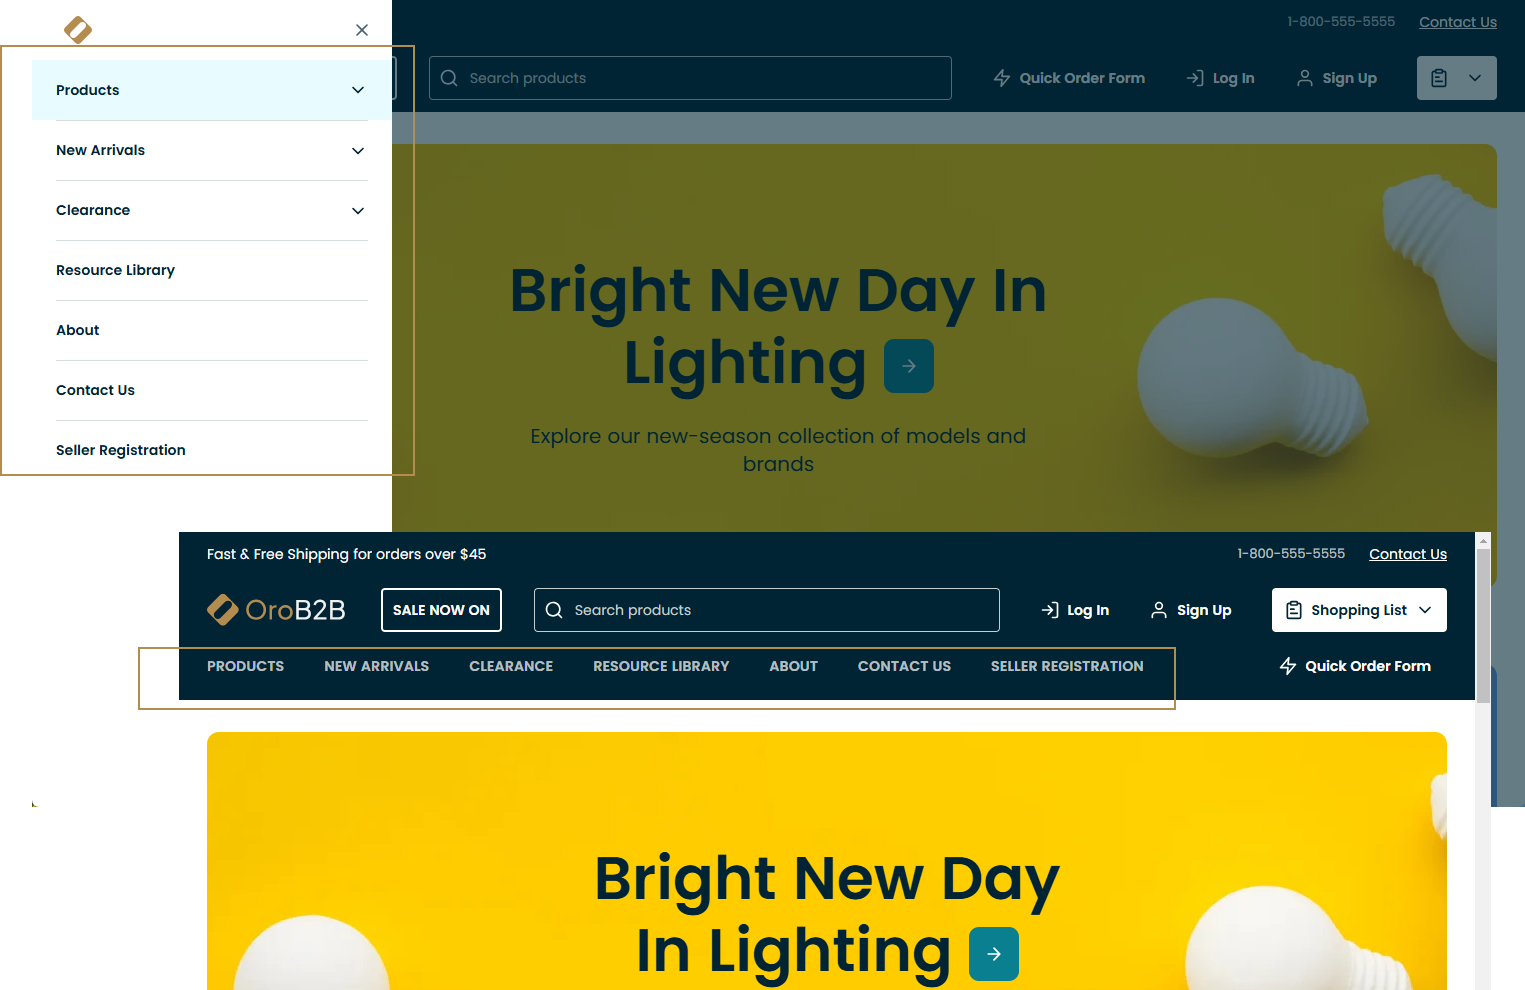 1-800-555-5555 Contact Us
Search products Quick Order Form Log In Sign Up
Products
New Arrivals
Clearance
Resource Library
About
Contact Us
Seller Registration
Bright New Day In
Lighting
Explore our new-season collection of models and
brands
Fast & Free Shipping for orders over $45 1-800-555-5555 Contact Us
OroB2B SALE NOW ON Search products Log In Sign Up Shopping List
PRODUCTS NEW ARRIVALS CLEARANCE RESOURCE LIBRARY ABOUT CONTACT US SELLER REGISTRATION Quick Order Form
Bright New Day
In Lighting